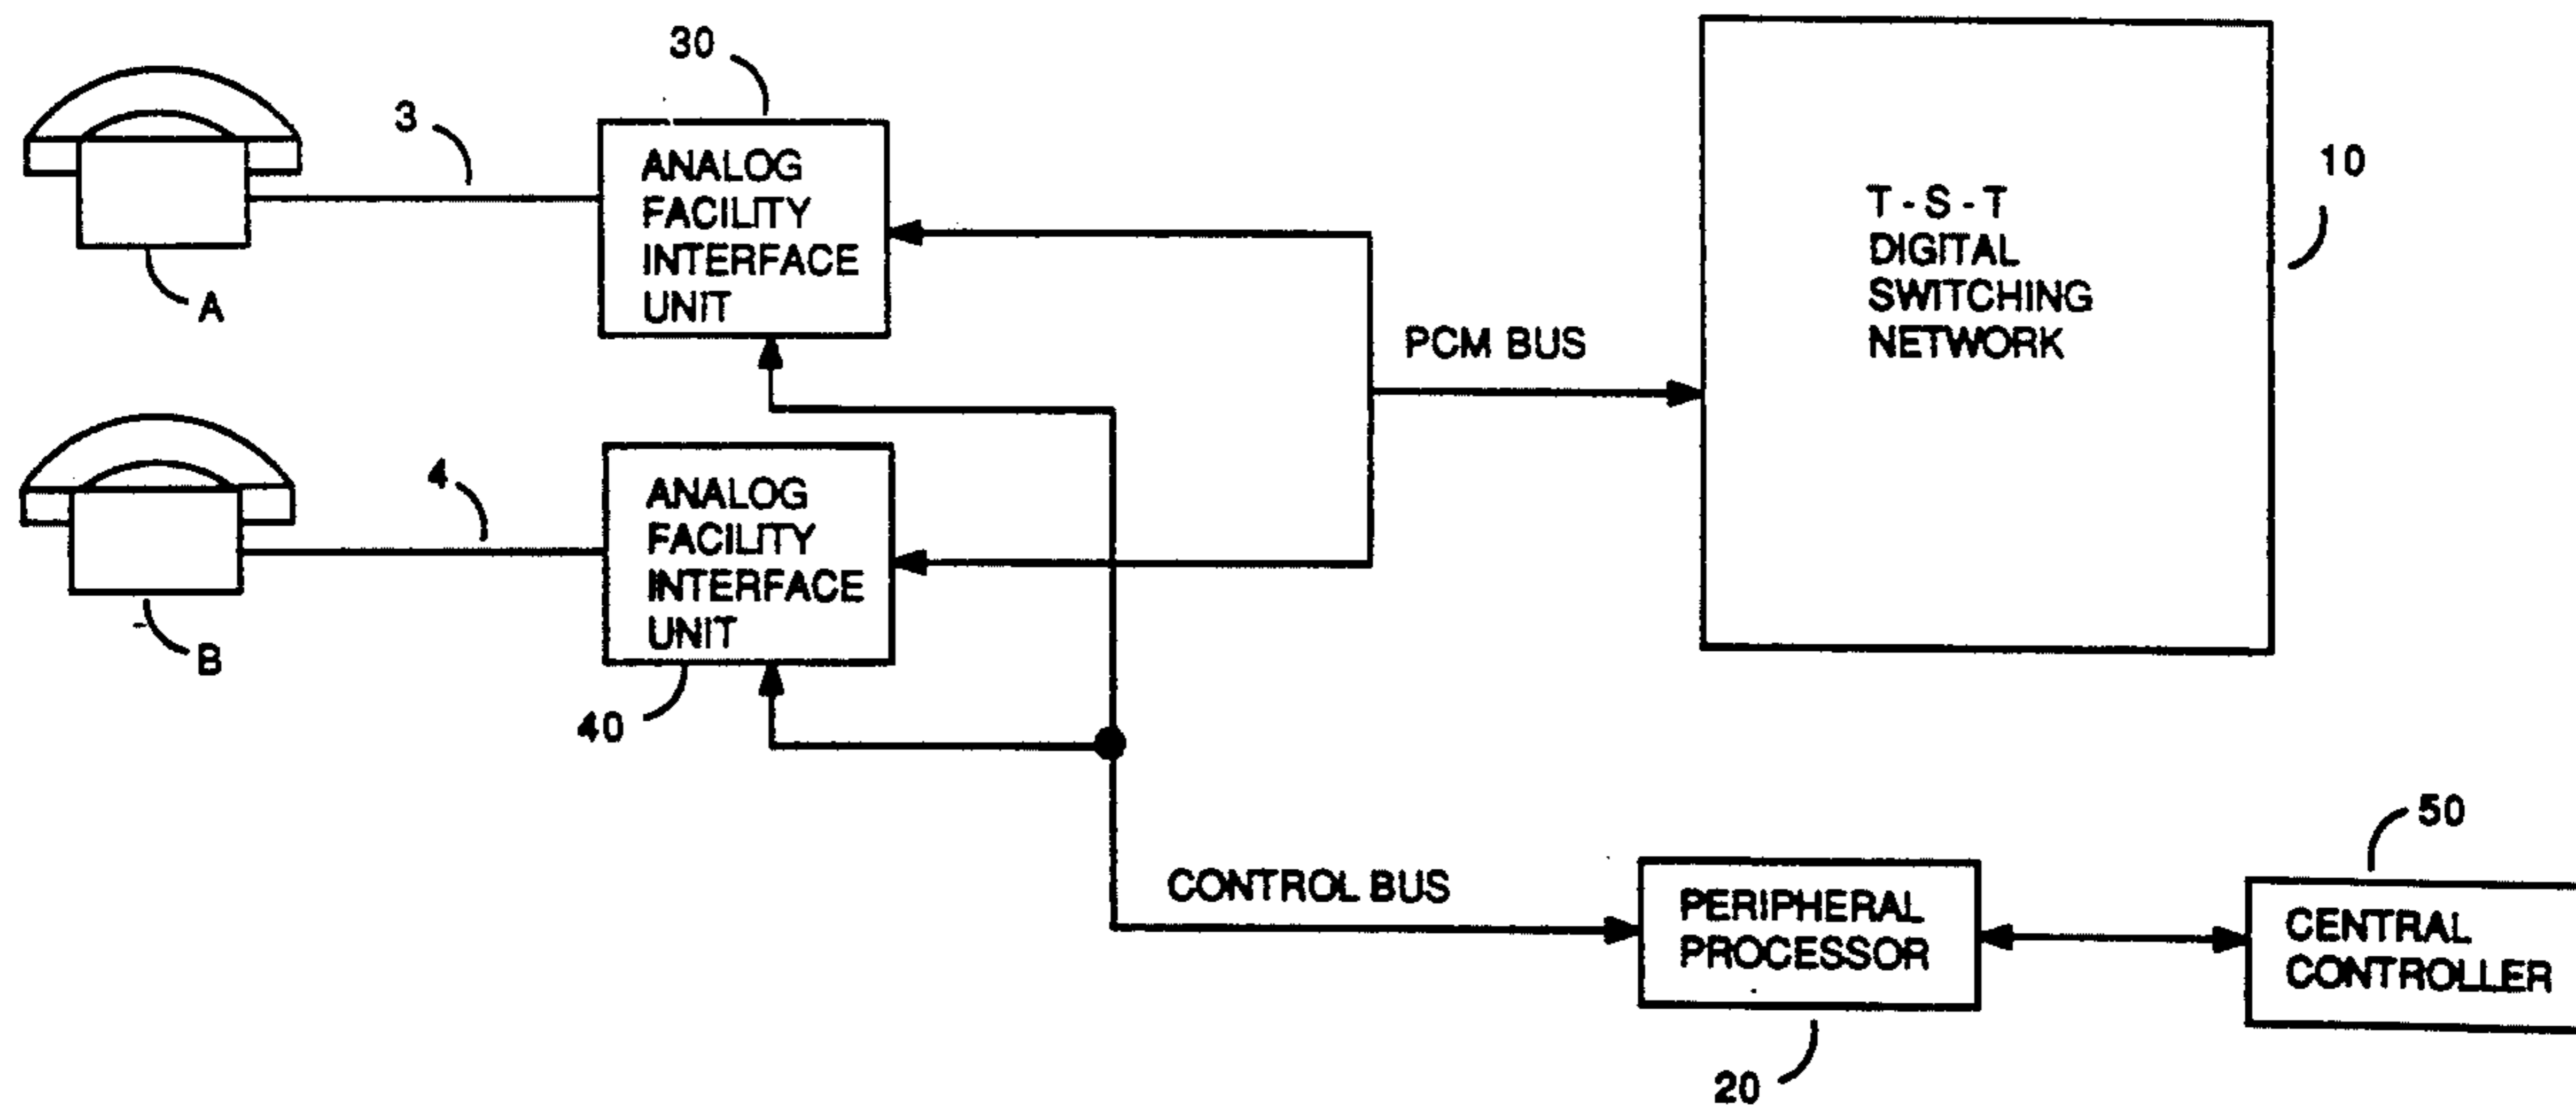 30
3
ANALOG
FACILITY
INTERFACE
UNIT
A
T - S - T
DIGITAL
SWITCHING
NETWORK
10
PCM BUS
4
ANALOG
FACILITY
INTERFACE
UNIT
B
40
50
CONTROL BUS
PERIPHERAL
PROCESSOR
CENTRAL
CONTROLLER
20